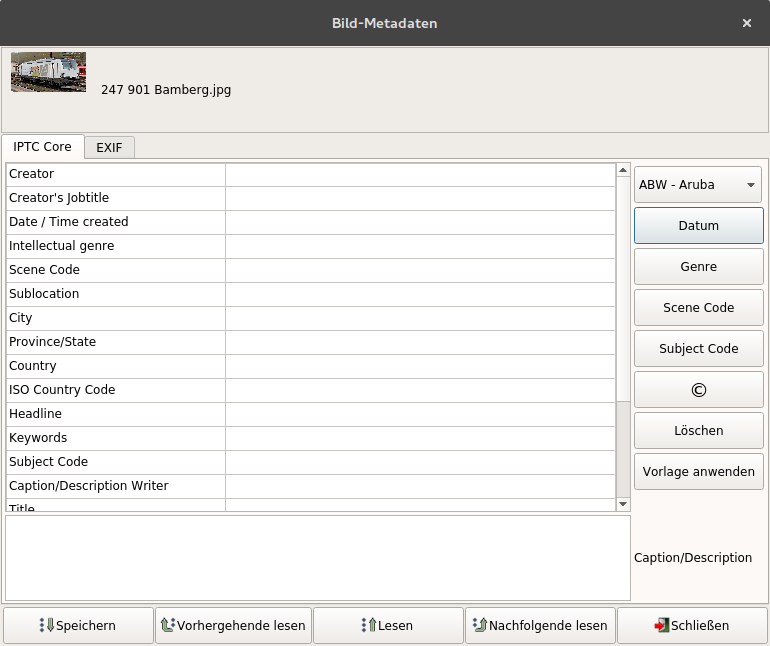 Bild-Metadaten
247 901 Bamberg.jpg
IPTC Core
EXIF
Creator
Creator's Jobtitle
Date / Time created
Intellectual genre
Scene Code
Sublocation
City
Province/State
Country
ISO Country Code
Headline
Keywords
Subject Code
Caption/Description Writer
Title
ABW - Aruba
Datum
Genre
Scene Code
Subject Code
©
Löschen
Vorlage anwenden
Caption/Description
Speichern
Vorhergehende lesen
Lesen
Nachfolgende lesen
Schließen